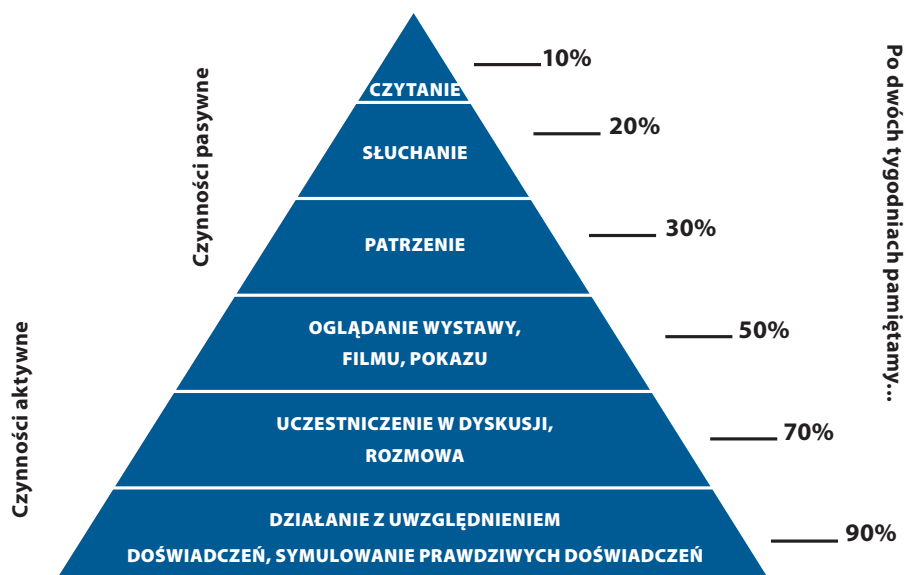 Czynności pasywne
Czynności aktywne
CZYTANIE
10%
SŁUCHANIE
20%
PATRZENIE
30%
OGLĄDANIE WYSTAWY,
FILMU, POKAZU
50%
UCZESTNICZENIE W DYSKUSJI,
ROZMOWA
70%
DZIAŁANIE Z UWZGLĘDNIENIEM
DOŚWIADCZEŃ, SYMULOWANIE PRAWDZIWYCH DOŚWIADCZEŃ
90%
Po dwóch tygodniach pamiętamy...